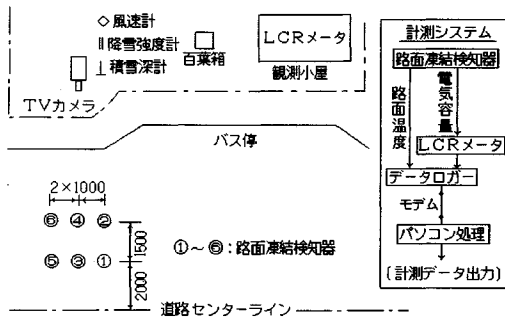 ◇風速計
‖降雪強度計
⊥積雪深計
百葉箱
TVカメラ
LCRメータ
観測小屋
バス停
2×1000
⑥ ④ ②
⑤ ③ ①
1500
2000
①～⑥:路面凍結検知器
道路センターライン
計測システム
路面凍結検知器
路面温度
電気容量
LCRメータ
データロガー
モデム
パソコン処理
〔計測データ出力〕